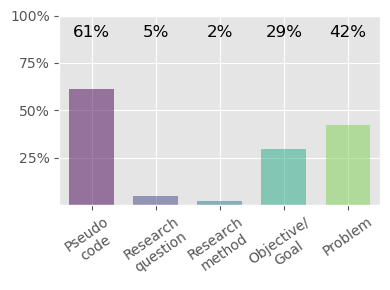 100%
75%
50%
25%
61% 5% 2% 29% 42%
Pseudo
code
Research
question
Research
method
Objective/
Goal
Problem